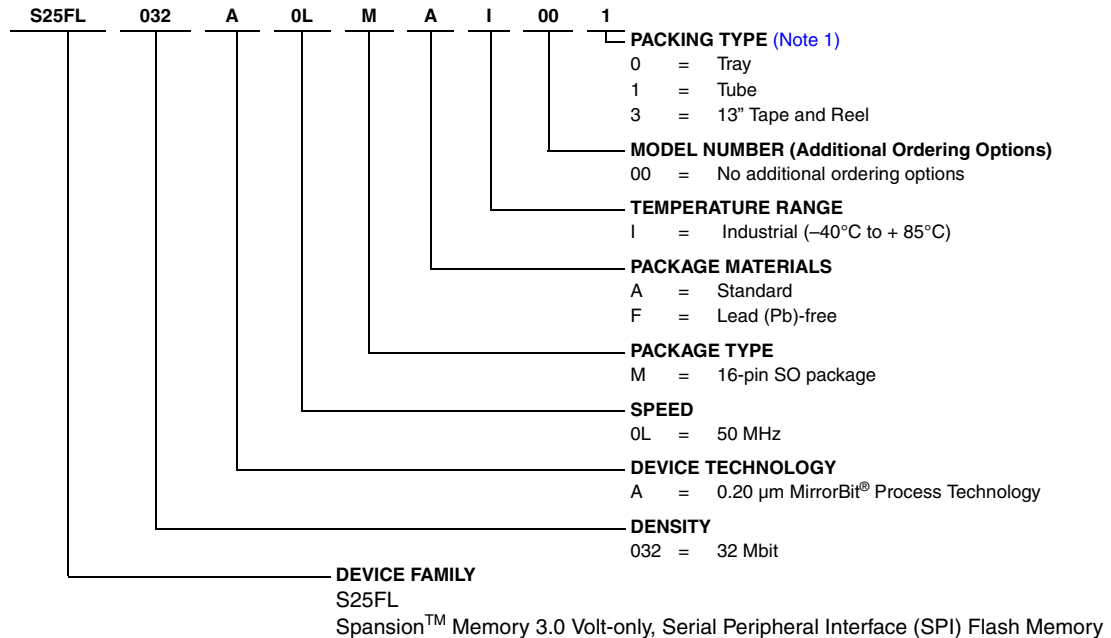 S25FL 032 A 0L M A I 00 1
PACKING TYPE (Note 1)
0 = Tray
1 = Tube
3 = 13” Tape and Reel
MODEL NUMBER (Additional Ordering Options)
00 = No additional ordering options
TEMPERATURE RANGE
I = Industrial (–40°C to + 85°C)
PACKAGE MATERIALS
A = Standard
F = Lead (Pb)-free
PACKAGE TYPE
M = 16-pin SO package
SPEED
0L = 50 MHz
DEVICE TECHNOLOGY
A = 0.20 µm MirrorBit® Process Technology
DENSITY
032 = 32 Mbit
DEVICE FAMILY
S25FL
Spansion™ Memory 3.0 Volt-only, Serial Peripheral Interface (SPI) Flash Memory